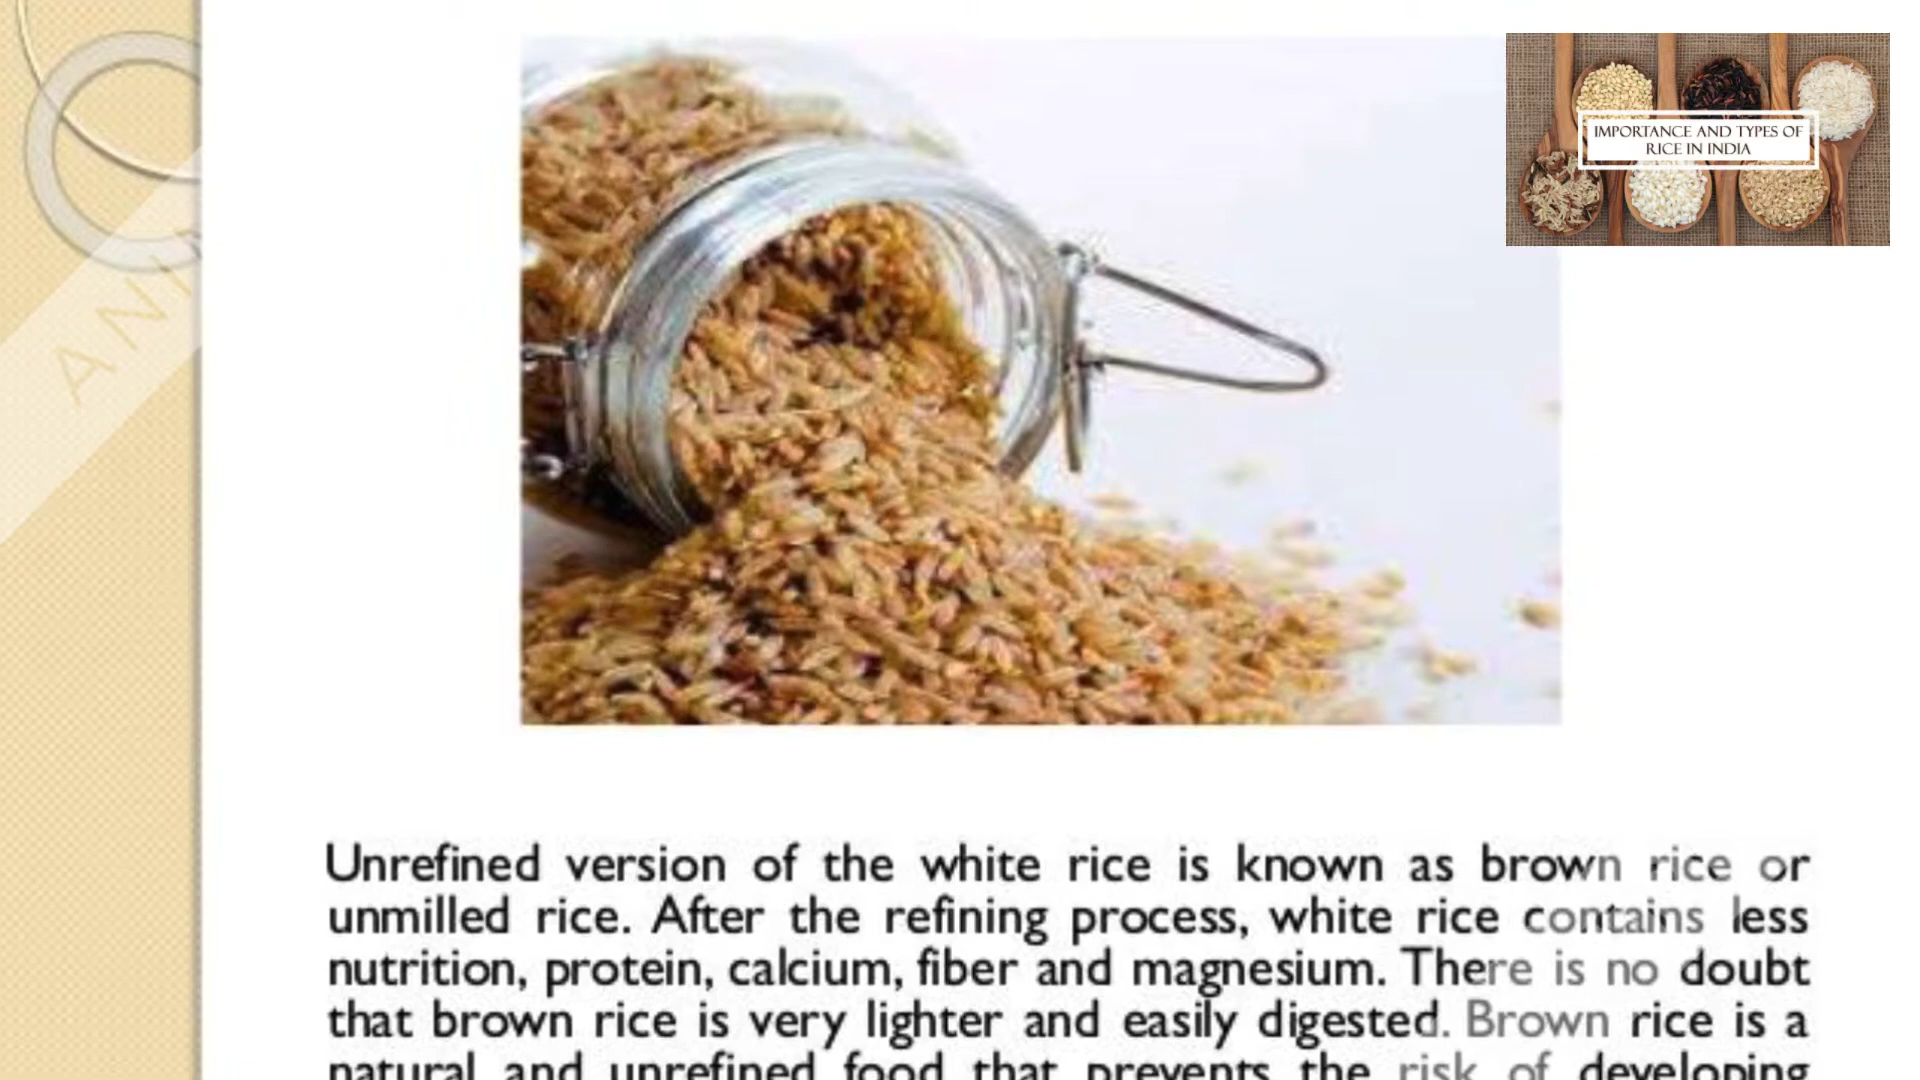 IMPORTANCE AND TYPES OF
RICE IN INDIA
ANI
Unrefined version of the white rice is known as brown rice or
unmilled rice. After the refining process, white rice contains less
nutrition, protein, calcium, fiber and magnesium. There is no doubt
that brown rice is very lighter and easily digested. Brown rice is a
natural and unrefined food that prevents the risk of developing